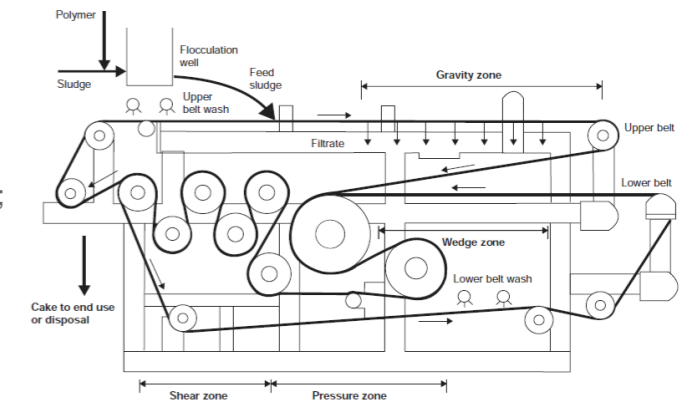 Polymer
Flocculation
well
Feed
sludge
Gravity zone
Sludge
Upper
belt wash
Upper belt
Filtrate
Lower belt
;
Wedge zone
Lower belt wash
Cake to end use
or disposal
Shear zone
Pressure zone